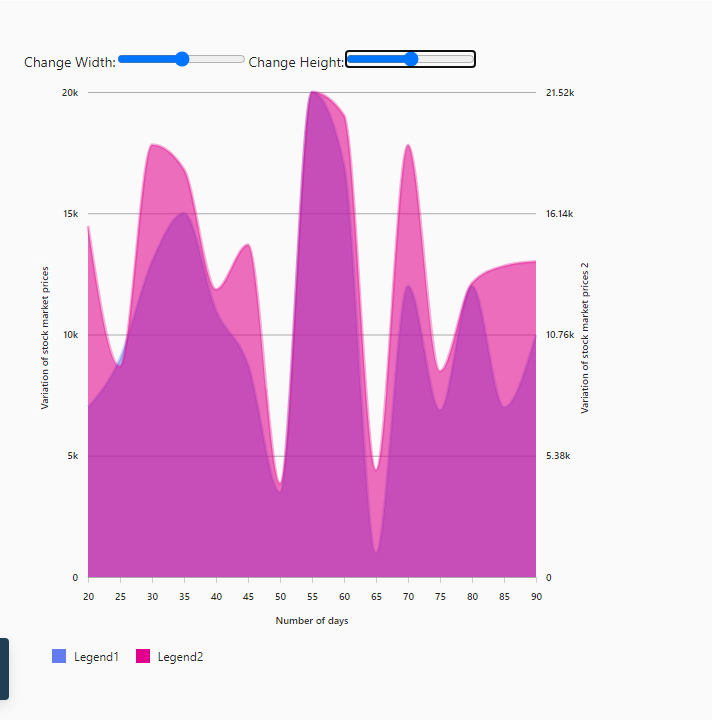 Change Width: Change Height:
20k 21.52k
15k 16.14k
Variation of stock market prices
Variation of stock market prices 2
10k 10.76k
5k 5.38k
0 0
20 25 30 35 40 45 50 55 60 65 70 75 80 85 90
Number of days
Legend1 Legend2